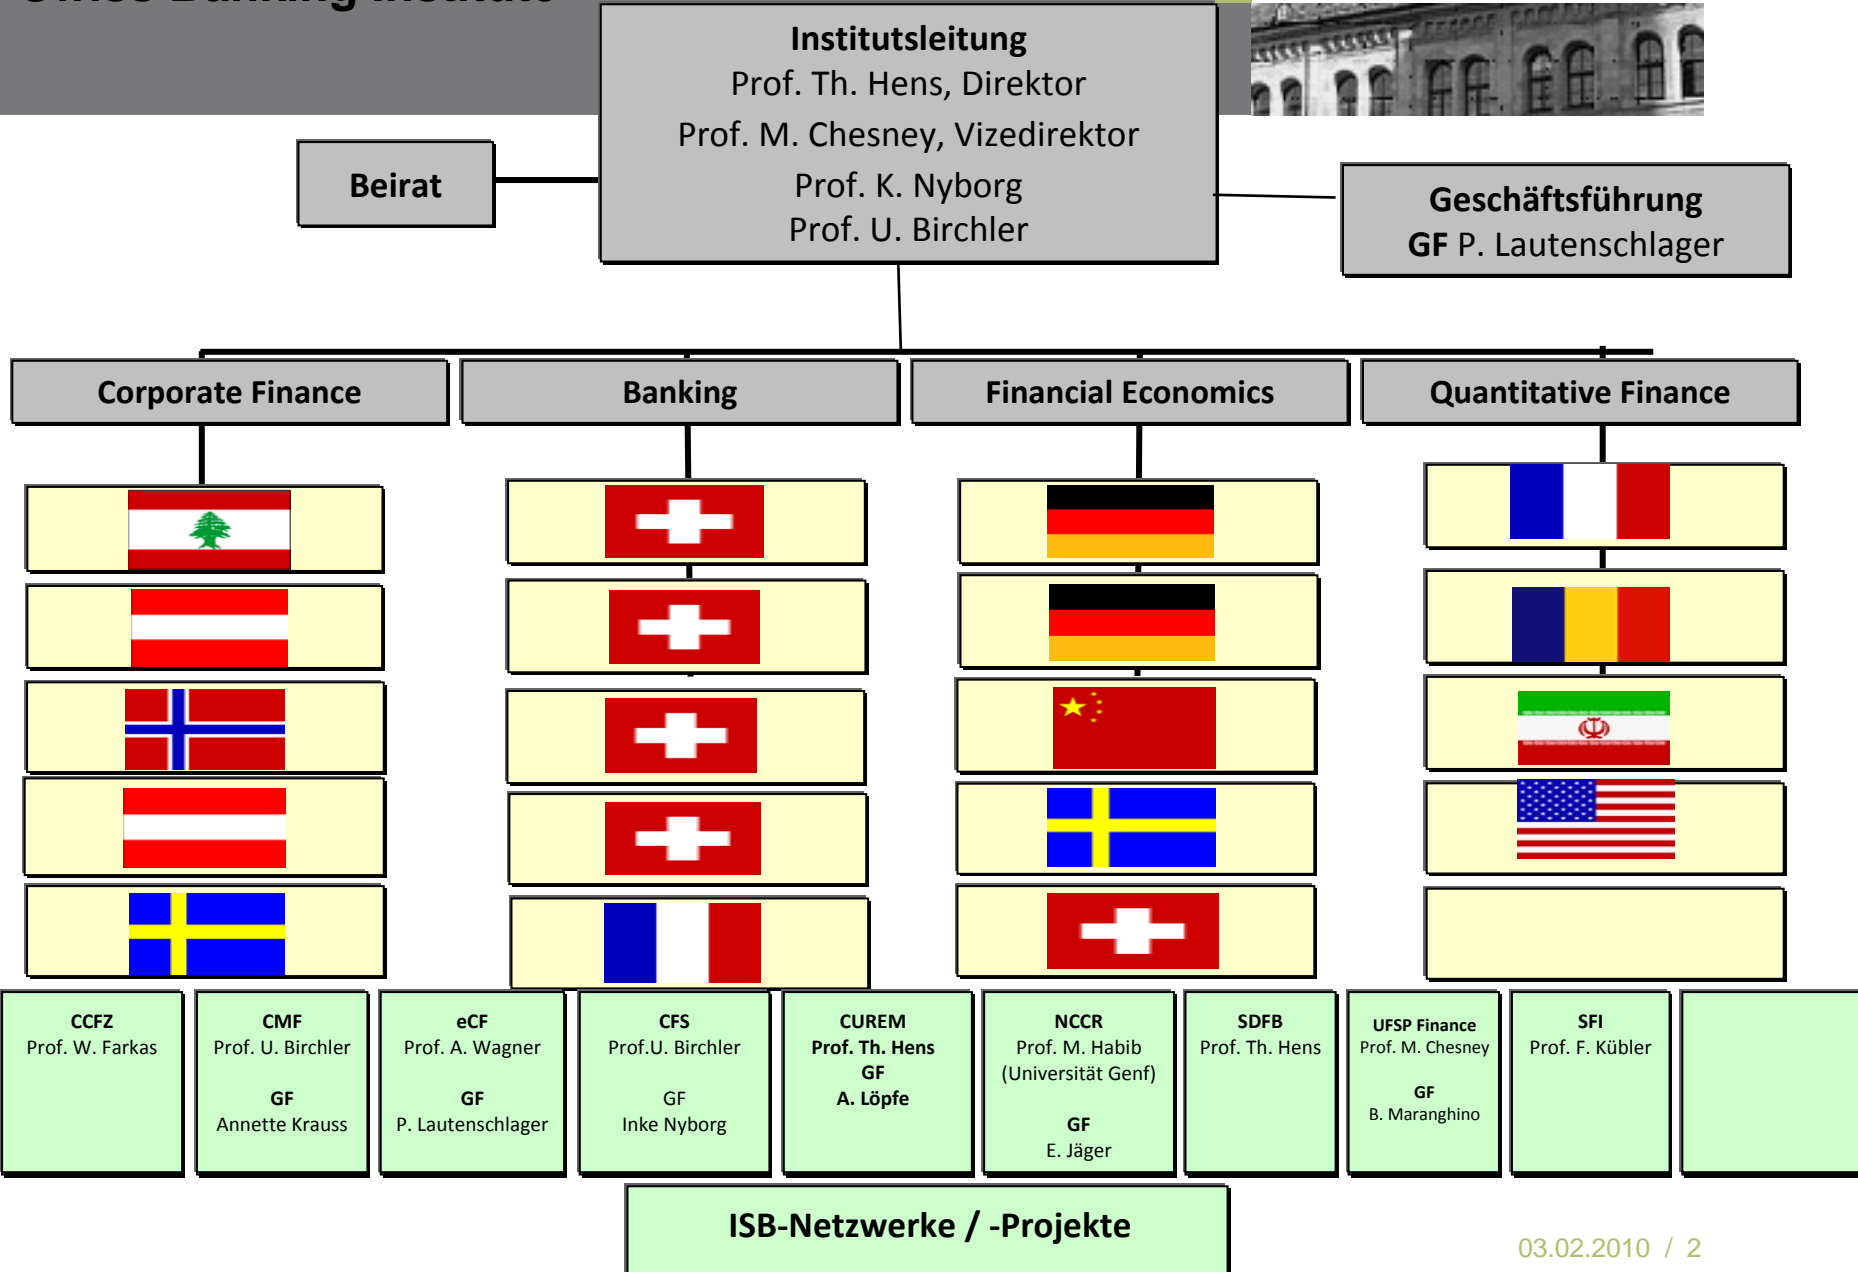 Institutsleitung
Prof. Th. Hens, Direktor
Prof. M. Chesney, Vizedirektor
Prof. K. Nyborg
Prof. U. Birchler
Beirat
Geschäftsführung
GF P. Lautenschlager
Corporate Finance
Banking
Financial Economics
Quantitative Finance
CCFZ
Prof. W. Farkas
CMF
Prof. U. Birchler
GF
Annette Krauss
eCF
Prof. A. Wagner
GF
P. Lautenschlager
CFS
Prof.U. Birchler
GF
Inke Nyborg
CUREM
Prof. Th. Hens
GF
A. Löpfe
NCCR
Prof. M. Habib
(Universität Genf)
GF
E. Jäger
SDFB
Prof. Th. Hens
UFSP Finance
Prof. M. Chesney
GF
B. Maranghino
SFI
Prof. F. Kübler
ISB-Netzwerke / -Projekte
03.02.2010 / 2